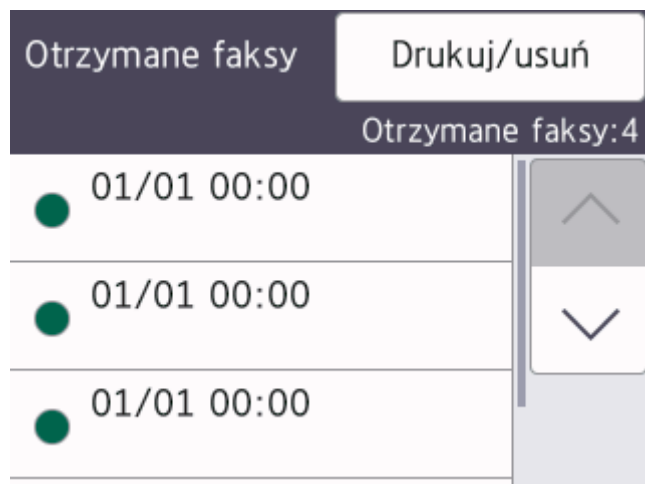 Otrzymane faksy
Drukuj/usuń
Otrzymane faksy:4
01/01 00:00
01/01 00:00
01/01 00:00